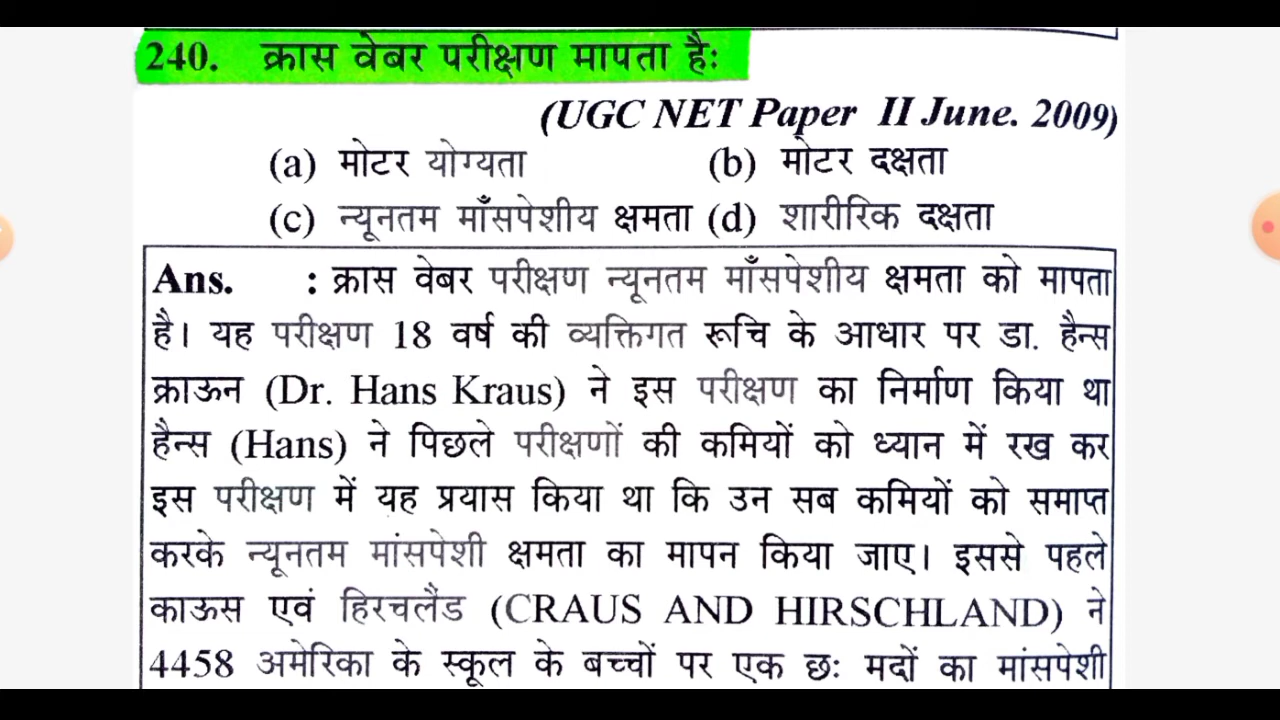 240. क्रास वेबर परीक्षण मापता हैः
(UGC NET Paper II June. 2009)
(a) मोटर योग्यता (b) मोटर दक्षता
(c) न्यूनतम माँसपेशीय क्षमता (d) शारीरिक दक्षता
Ans. : क्रास वेबर परीक्षण न्यूनतम माँसपेशीय क्षमता को मापता
है। यह परीक्षण 18 वर्ष की व्यक्तिगत रूचि के आधार पर डा. हैन्स
क्राऊन (Dr. Hans Kraus) ने इस परीक्षण का निर्माण किया था
हैन्स (Hans) ने पिछले परीक्षणों की कमियों को ध्यान में रख कर
इस परीक्षण में यह प्रयास किया था कि उन सब कमियों को समाप्त
करके न्यूनतम मांसपेशी क्षमता का मापन किया जाए। इससे पहले
काऊस एवं हिरचलैंड (CRAUS AND HIRSCHLAND) ने
4458 अमेरिका के स्कूल के बच्चों पर एक छः मदों का मांसपेशी